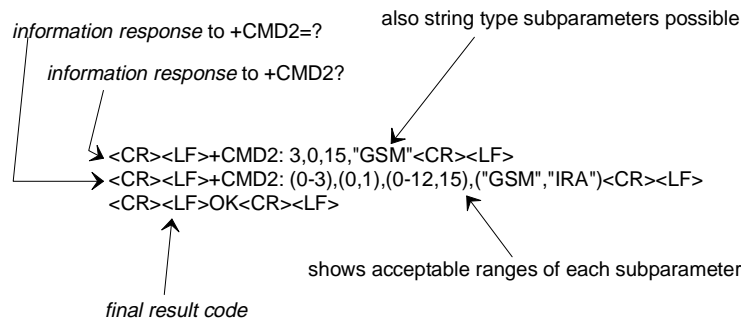 also string type subparameters possible
information response to +CMD2=?
information response to +CMD2?
<CR><LF>+CMD2: 3,0,15,"GSM"<CR><LF>
<CR><LF>+CMD2: (0-3),(0,1),(0-12,15),("GSM","IRA")<CR><LF>
<CR><LF>OK<CR><LF>
shows acceptable ranges of each subparameter
final result code